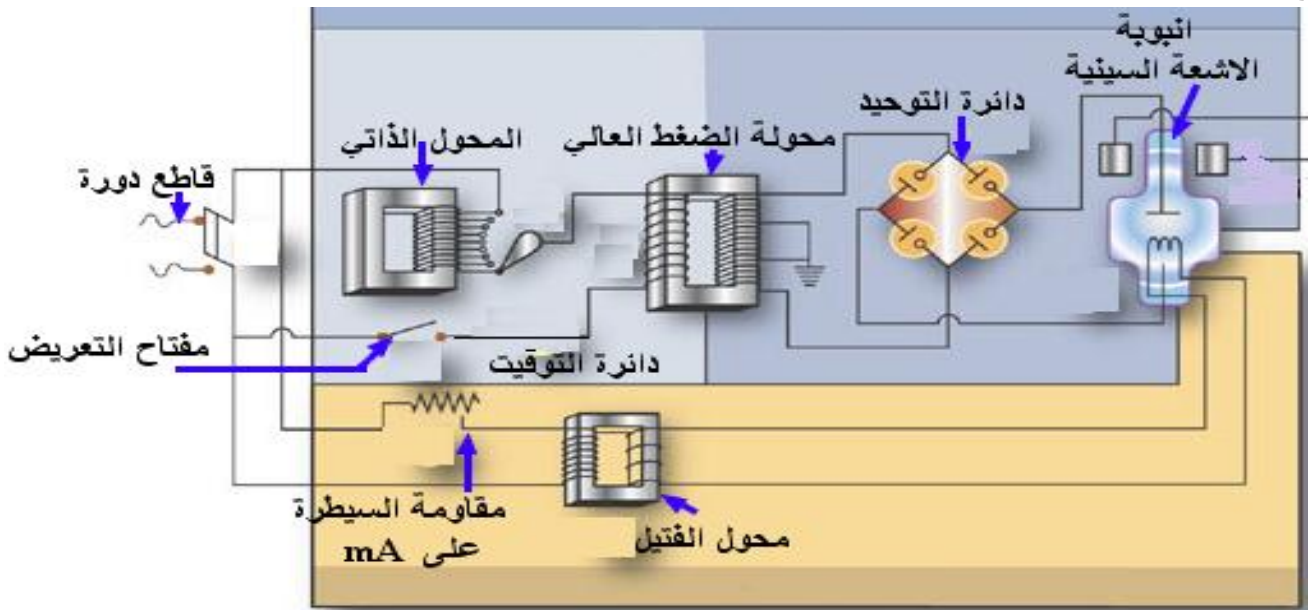 انبوبة
الاشعة السينية
دائرة التوحيد
محولة الضغط العالي
المحول الذاتي
قاطع دورة
مفتاح التعريض
دائرة التوقيت
مقاومة السيطرة
على mA
محول الفتيل